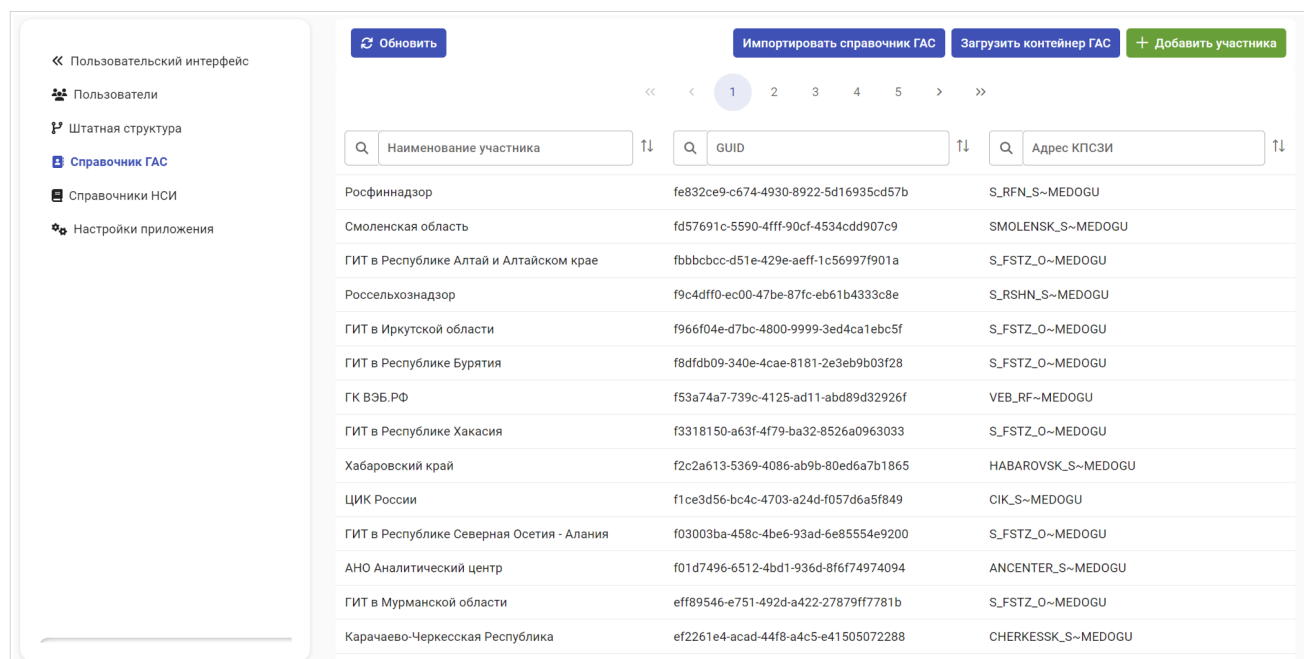 Пользовательский интерфейс
Пользователи
Штатная структура
Справочник ГАС
Справочники НСИ
Настройки приложения
Обновить
Импортировать справочник ГАС
Загрузить контейнер ГАС
+ Добавить участника
<< < 1 2 3 4 5 > >>
Наименование участника GUID Адрес КПСЗИ
Росфиннадзор fe832ce9-c674-4930-8922-5d16935cd57b S_RFN_S~MEDOGU
Смоленская область fd57691c-5590-4fff-90cf-4534cdd907c9 SMOLENSK_S~MEDOGU
ГИТ в Республике Алтай и Алтайском крае fbbbcbcc-d51e-429e-aeff-1c56997f901a S_FSTZ_O~MEDOGU
Россельхознадзор f9c4dff0-ec00-47be-87fc-eb61b4333c8e S_RSHN_S~MEDOGU
ГИТ в Иркутской области f966f04e-d7bc-4800-9999-3ed4ca1ebc5f S_FSTZ_O~MEDOGU
ГИТ в Республике Бурятия f8dfdb09-340e-4cae-8181-2e3eb9b03f28 S_FSTZ_O~MEDOGU
ГК ВЭБ.РФ f53a74a7-739c-4125-ad11-abd89d32926f VEB_RF~MEDOGU
ГИТ в Республике Хакасия f3318150-a63f-4f79-ba32-8526a0963033 S_FSTZ_O~MEDOGU
Хабаровский край f2c2a613-5369-4086-ab9b-80ed6a7b1865 HABAROVSK_S~MEDOGU
ЦИК России f1ce3d56-bc4c-4703-a24d-f057d6a5f849 CIK_S~MEDOGU
ГИТ в Республике Северная Осетия - Алания f03003ba-458c-4be6-93ad-6e85554e9200 S_FSTZ_O~MEDOGU
АНО Аналитический центр f01d7496-6512-4bd1-936d-8f6f74974094 ANCENTER_S~MEDOGU
ГИТ в Мурманской области eff89546-e751-492d-a422-27879ff7781b S_FSTZ_O~MEDOGU
Карачаево-Черкесская Республика ef2261e4-acad-44f8-a4c5-e41505072288 CHERKESSK_S~MEDOGU